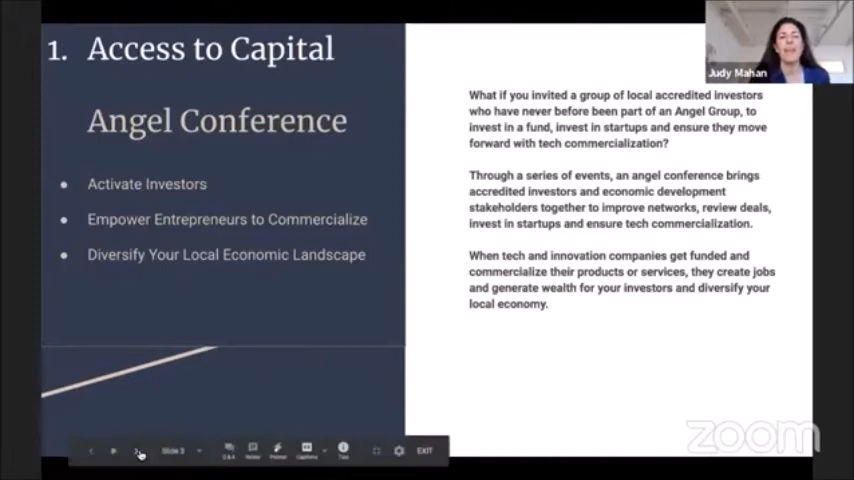 1. Access to Capital
Angel Conference
● Activate Investors
● Empower Entrepreneurs to Commercialize
● Diversify Your Local Economic Landscape
What if you invited a group of local accredited investors
who have never before been part of an Angel Group, to
invest in a fund, invest in startups and ensure they move
forward with tech commercialization?
Through a series of events, an angel conference brings
accredited investors and economic development
stakeholders together to improve networks, review deals,
invest in startups and ensure tech commercialization.
When tech and innovation companies get funded and
commercialize their products or services, they create jobs
and generate wealth for your investors and diversify your
local economy.
Judy Mahan
Slide 3
Q&A
Notes
Pointer
Captions
EXIT
zoom